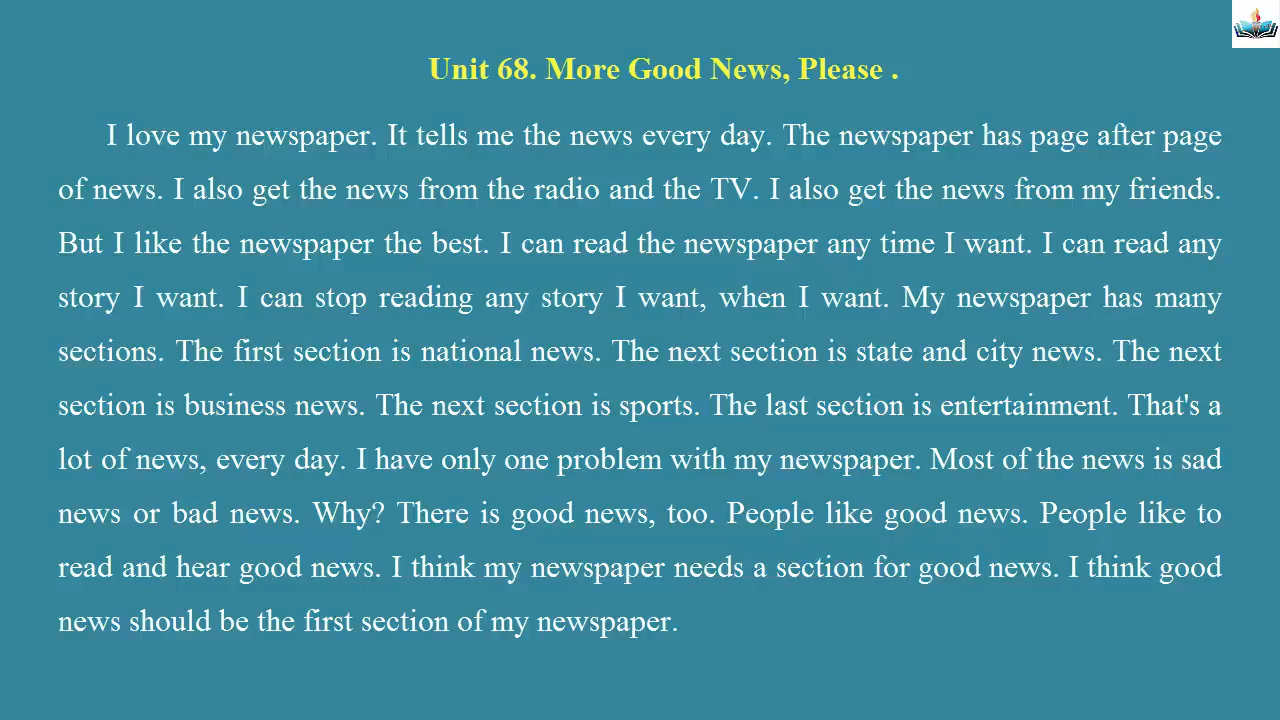 Unit 68. More Good News, Please .
I love my newspaper. It tells me the news every day. The newspaper has page after page
of news. I also get the news from the radio and the TV. I also get the news from my friends.
But I like the newspaper the best. I can read the newspaper any time I want. I can read any
story I want. I can stop reading any story I want, when I want. My newspaper has many
sections. The first section is national news. The next section is state and city news. The next
section is business news. The next section is sports. The last section is entertainment. That's a
lot of news, every day. I have only one problem with my newspaper. Most of the news is sad
news or bad news. Why? There is good news, too. People like good news. People like to
read and hear good news. I think my newspaper needs a section for good news. I think good
news should be the first section of my newspaper.